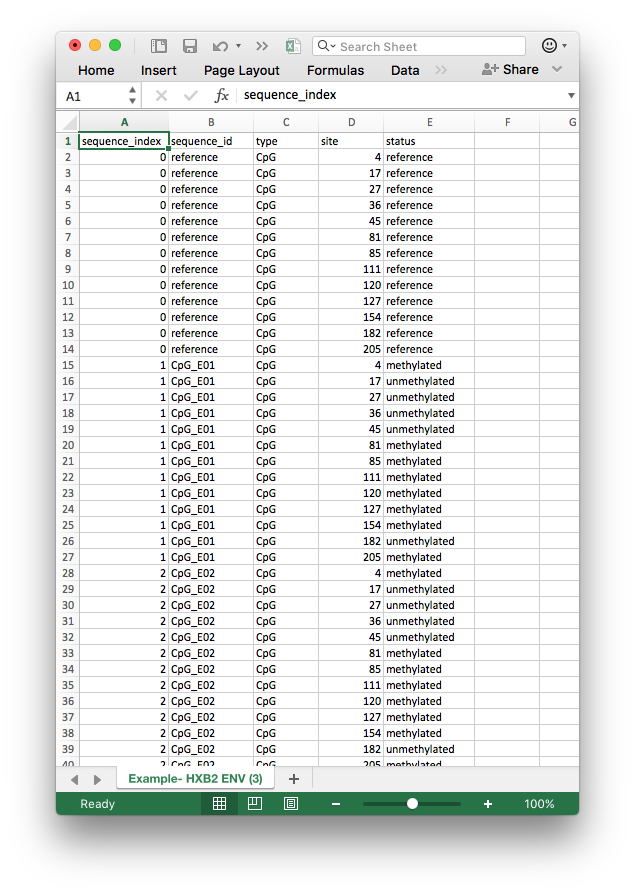 Search Sheet
Home Insert Page Layout Formulas Data Share
A1 fx sequence_index
A B C D E F G
1 sequence_index sequence_id type site status
2 0 reference CpG 4 reference
3 0 reference CpG 17 reference
4 0 reference CpG 27 reference
5 0 reference CpG 36 reference
6 0 reference CpG 45 reference
7 0 reference CpG 81 reference
8 0 reference CpG 85 reference
9 0 reference CpG 111 reference
10 0 reference CpG 120 reference
11 0 reference CpG 127 reference
12 0 reference CpG 154 reference
13 0 reference CpG 182 reference
14 0 reference CpG 205 reference
15 1 CpG_E01 CpG 4 methylated
16 1 CpG_E01 CpG 17 unmethylated
17 1 CpG_E01 CpG 27 unmethylated
18 1 CpG_E01 CpG 36 unmethylated
19 1 CpG_E01 CpG 45 unmethylated
20 1 CpG_E01 CpG 81 methylated
21 1 CpG_E01 CpG 85 methylated
22 1 CpG_E01 CpG 111 methylated
23 1 CpG_E01 CpG 120 methylated
24 1 CpG_E01 CpG 127 methylated
25 1 CpG_E01 CpG 154 methylated
26 1 CpG_E01 CpG 182 unmethylated
27 1 CpG_E01 CpG 205 methylated
28 2 CpG_E02 CpG 4 methylated
29 2 CpG_E02 CpG 17 unmethylated
30 2 CpG_E02 CpG 27 unmethylated
31 2 CpG_E02 CpG 36 unmethylated
32 2 CpG_E02 CpG 45 unmethylated
33 2 CpG_E02 CpG 81 methylated
34 2 CpG_E02 CpG 85 methylated
35 2 CpG_E02 CpG 111 methylated
36 2 CpG_E02 CpG 120 methylated
37 2 CpG_E02 CpG 127 methylated
38 2 CpG_E02 CpG 154 methylated
39 2 CpG_E02 CpG 182 unmethylated
40 2 CpG_E02 CpG 205 methylated
Example- HXB2 ENV (3) +
Ready 100%